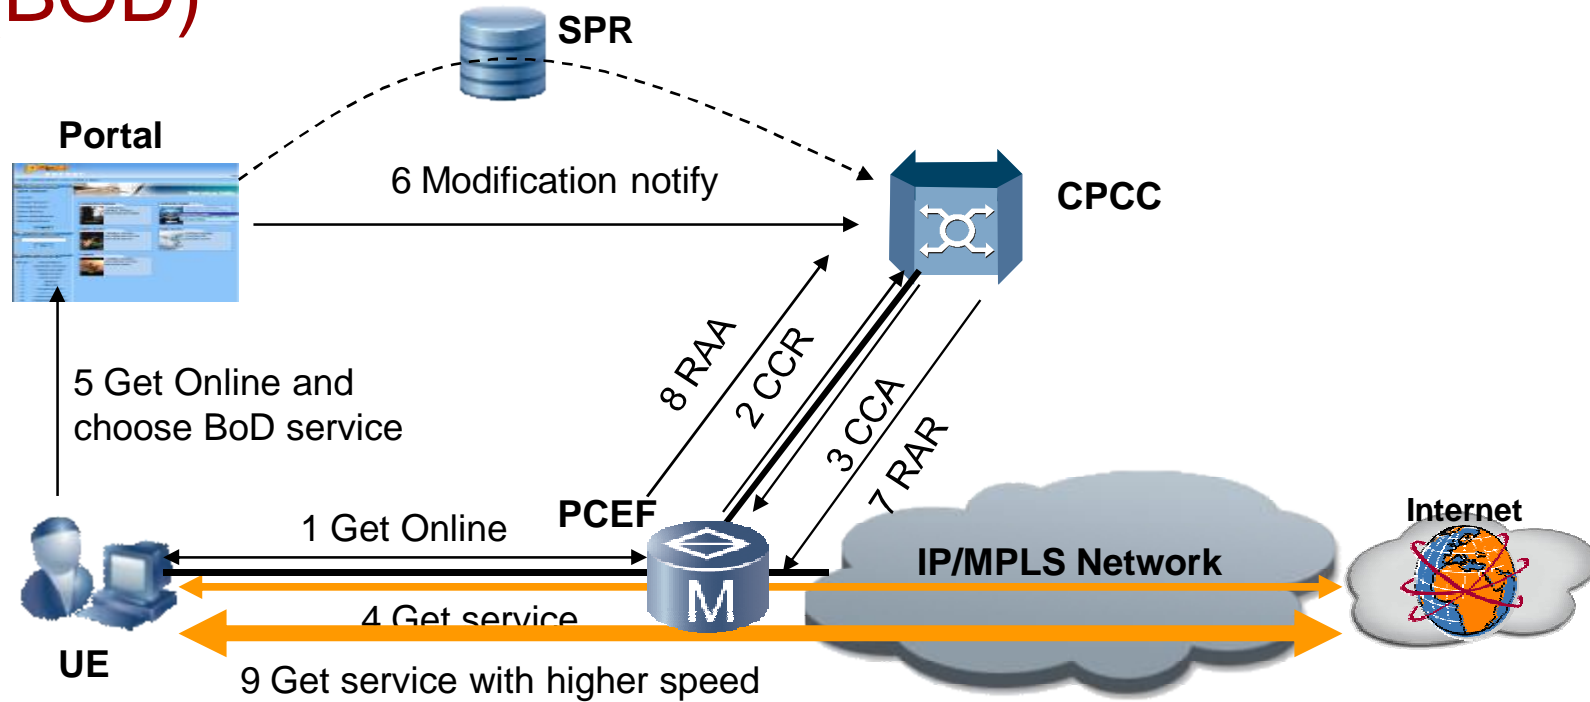 BOD)
SPR
Portal
6 Modification notify
CPCC
8 RAA
2 CCR
3 CCA
7 RAR
5 Get Online and
choose BoD service
1 Get Online
PCEF
Internet
IP/MPLS Network
M
4 Get service
UE
9 Get service with higher speed